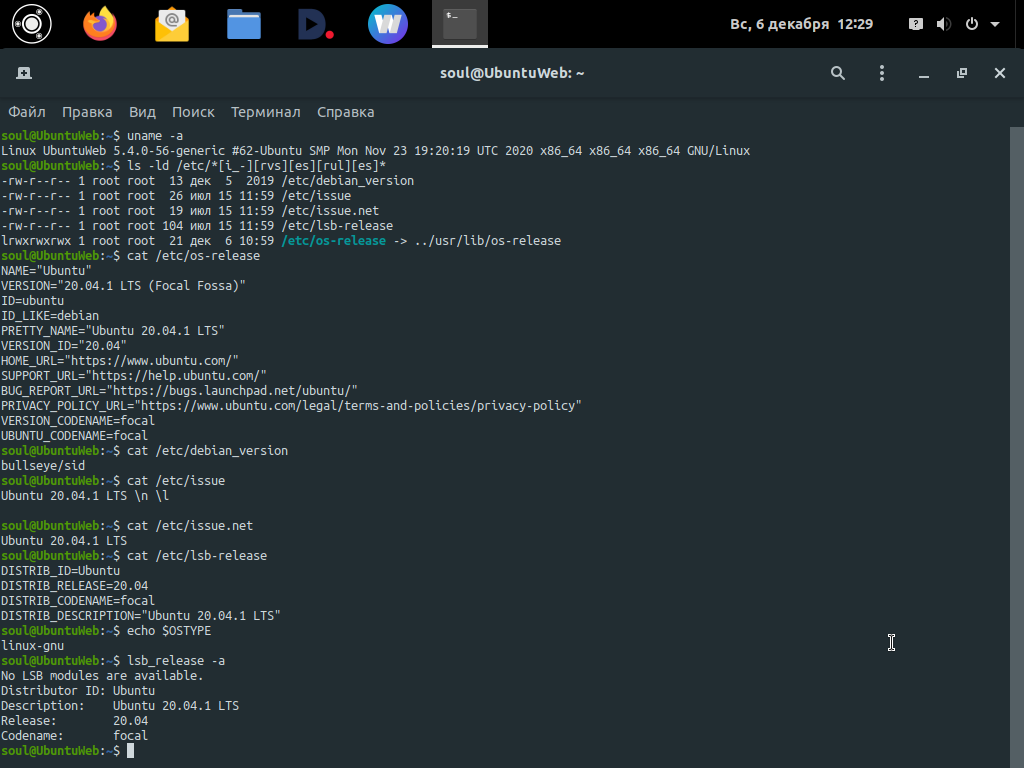 Вс, 6 декабря 12:29
soul@UbuntuWeb: ~
Файл Правка Вид Поиск Терминал Справка
soul@UbuntuWeb:~$ uname -a
Linux UbuntuWeb 5.4.0-56-generic #62-Ubuntu SMP Mon Nov 23 19:20:19 UTC 2020 x86_64 x86_64 x86_64 GNU/Linux
soul@UbuntuWeb:~$ ls -ld /etc/*[i_-][rvs][es][rul][es]*
-rw-r--r-- 1 root root  13 дек  5  2019 /etc/debian_version
-rw-r--r-- 1 root root  26 июл 15 11:59 /etc/issue
-rw-r--r-- 1 root root  19 июл 15 11:59 /etc/issue.net
-rw-r--r-- 1 root root 104 июл 15 11:59 /etc/lsb-release
lrwxrwxrwx 1 root root  21 дек  6 10:59 /etc/os-release -> ../usr/lib/os-release
soul@UbuntuWeb:~$ cat /etc/os-release
NAME="Ubuntu"
VERSION="20.04.1 LTS (Focal Fossa)"
ID=ubuntu
ID_LIKE=debian
PRETTY_NAME="Ubuntu 20.04.1 LTS"
VERSION_ID="20.04"
HOME_URL="https://www.ubuntu.com/"
SUPPORT_URL="https://help.ubuntu.com/"
BUG_REPORT_URL="https://bugs.launchpad.net/ubuntu/"
PRIVACY_POLICY_URL="https://www.ubuntu.com/legal/terms-and-policies/privacy-policy"
VERSION_CODENAME=focal
UBUNTU_CODENAME=focal
soul@UbuntuWeb:~$ cat /etc/debian_version
bullseye/sid
soul@UbuntuWeb:~$ cat /etc/issue
Ubuntu 20.04.1 LTS \n \l
soul@UbuntuWeb:~$ cat /etc/issue.net
Ubuntu 20.04.1 LTS
soul@UbuntuWeb:~$ cat /etc/lsb-release
DISTRIB_ID=Ubuntu
DISTRIB_RELEASE=20.04
DISTRIB_CODENAME=focal
DISTRIB_DESCRIPTION="Ubuntu 20.04.1 LTS"
soul@UbuntuWeb:~$ echo $OSTYPE
linux-gnu
soul@UbuntuWeb:~$ lsb_release -a
No LSB modules are available.
Distributor ID: Ubuntu
Description:    Ubuntu 20.04.1 LTS
Release:        20.04
Codename:       focal
soul@UbuntuWeb:~$